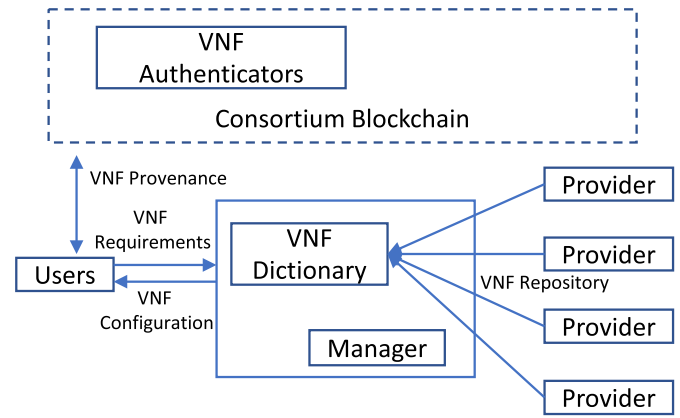 VNF
Authenticators
Consortium Blockchain
VNF Provenance
VNF
Requirements
Users
VNF
Configuration
VNF
Dictionary
Manager
Provider
Provider
VNF Repository
Provider
Provider